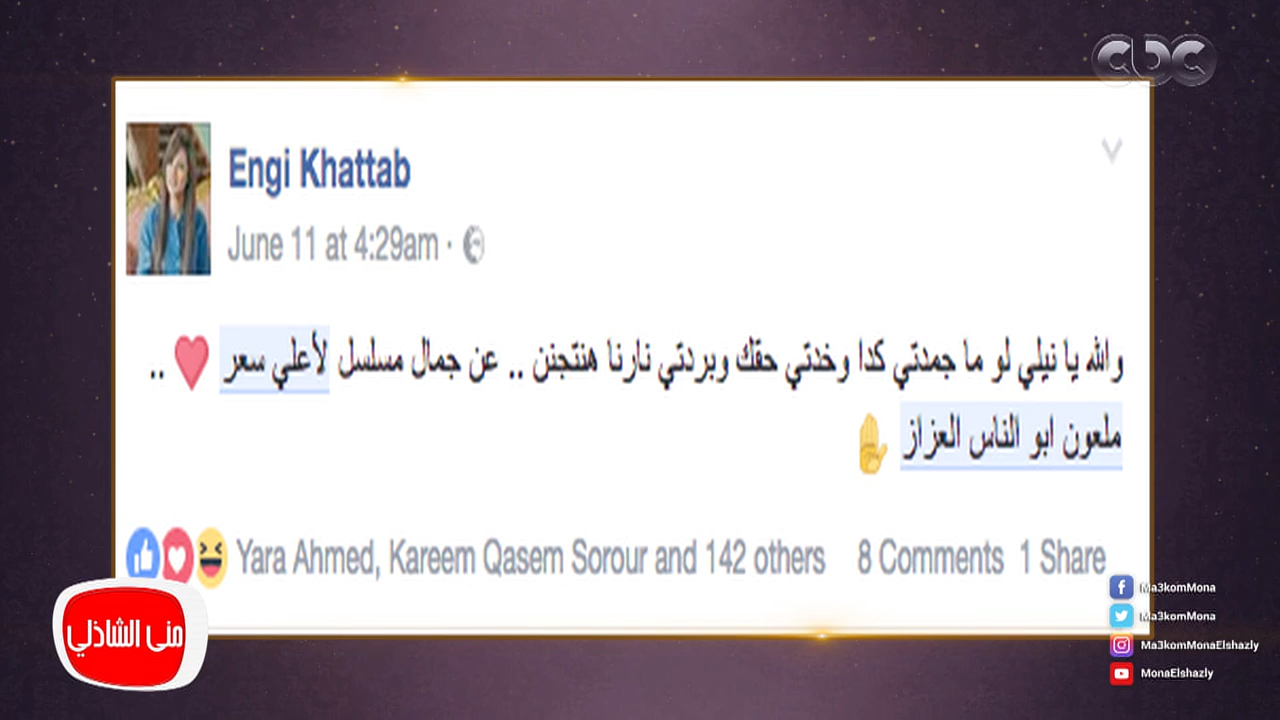 cbc
Engi Khattab
June 11 at 4:29am ·
والله يا نيلي لو ما جمدتي كدا وخدتي حقك وبردتي نارنا هنتجنن .. عن جمال مسلسل لأعلي سعر ♥ ..
ملعون ابو الناس العزاز ✋
Yara Ahmed, Kareem Qasem Sorour and 142 others 8 Comments 1 Share
منى الشاذلي
Ma3komMona
Ma3komMona
Ma3komMonaElshazly
MonaElshazly